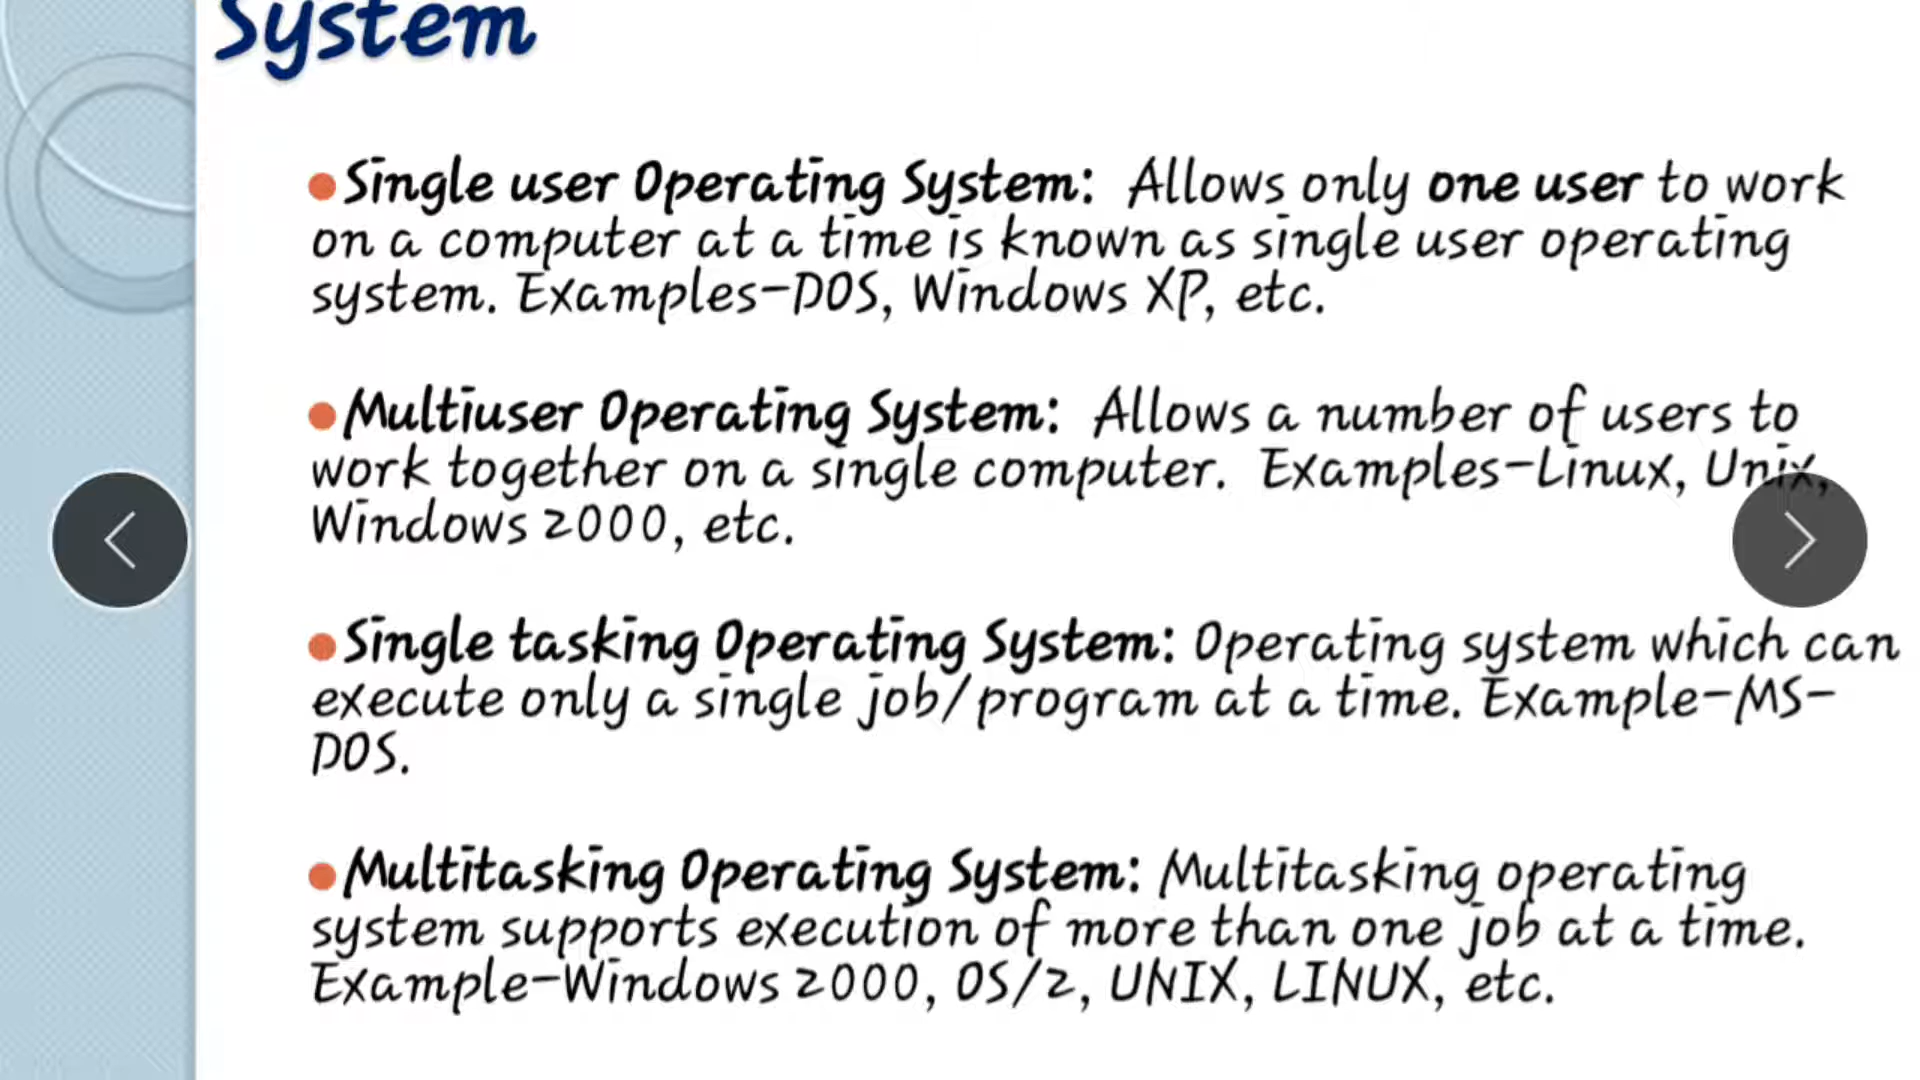 System
Single user Operating System: Allows only one user to work
on a computer at a time is known as single user operating
system. Examples-DOS, Windows XP, etc.
Multiuser Operating System: Allows a number of users to
work together on a single computer. Examples-Linux, Unix,
Windows 2000, etc.
Single tasking Operating System: Operating system which can
execute only a single job/program at a time. Example-MS-
DOS.
Multitasking Operating System: Multitasking operating
system supports execution of more than one job at a time.
Example-Windows 2000, OS/2, UNIX, LINUX, etc.